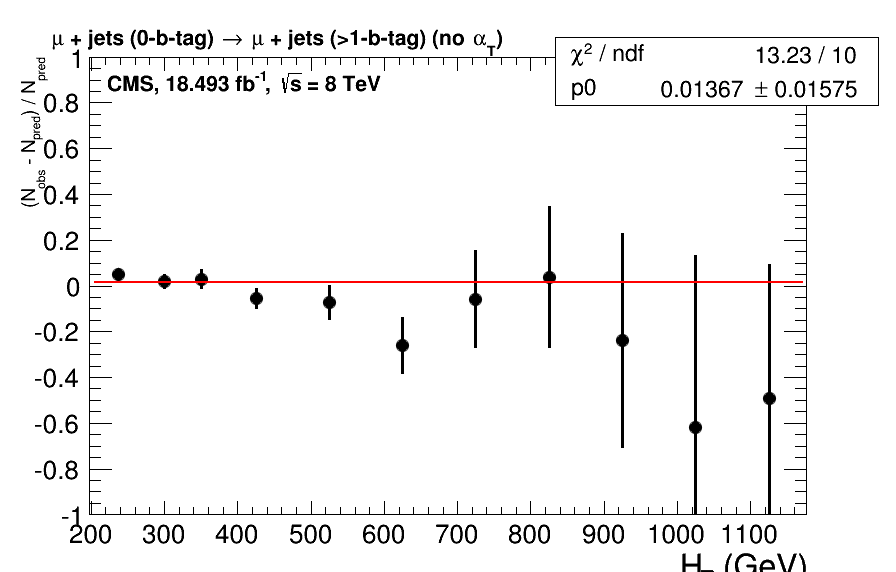 μ + jets (0-b-tag) → μ + jets (>1-b-tag) (no α_T)
χ² / ndf 13.23 / 10
p0 0.01367 ± 0.01575
CMS, 18.493 fb⁻¹, √s = 8 TeV
(N_obs - N_pred) / N_pred
1
0.8
0.6
0.4
0.2
0
-0.2
-0.4
-0.6
-0.8
-1
200 300 400 500 600 700 800 900 1000 1100
(GeV)